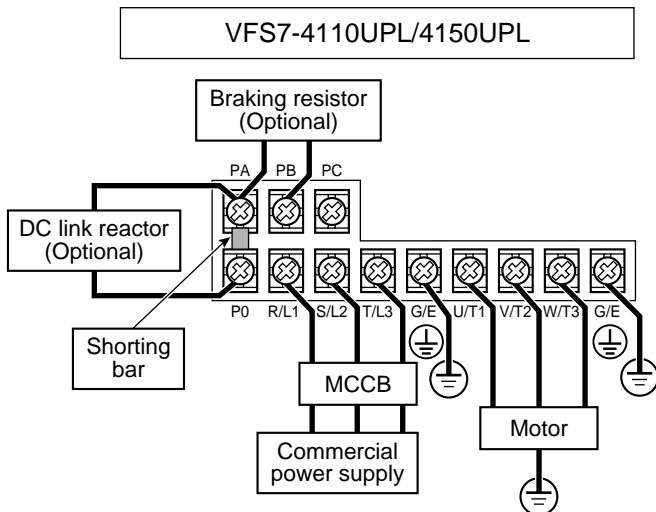 VFS7-4110UPL/4150UPL
Braking resistor
(Optional)
PA PB PC
DC link reactor
(Optional)
P0 R/L1 S/L2 T/L3 G/E U/T1 V/T2 W/T3 G/E
Shorting
bar
MCCB
Motor
Commercial
power supply